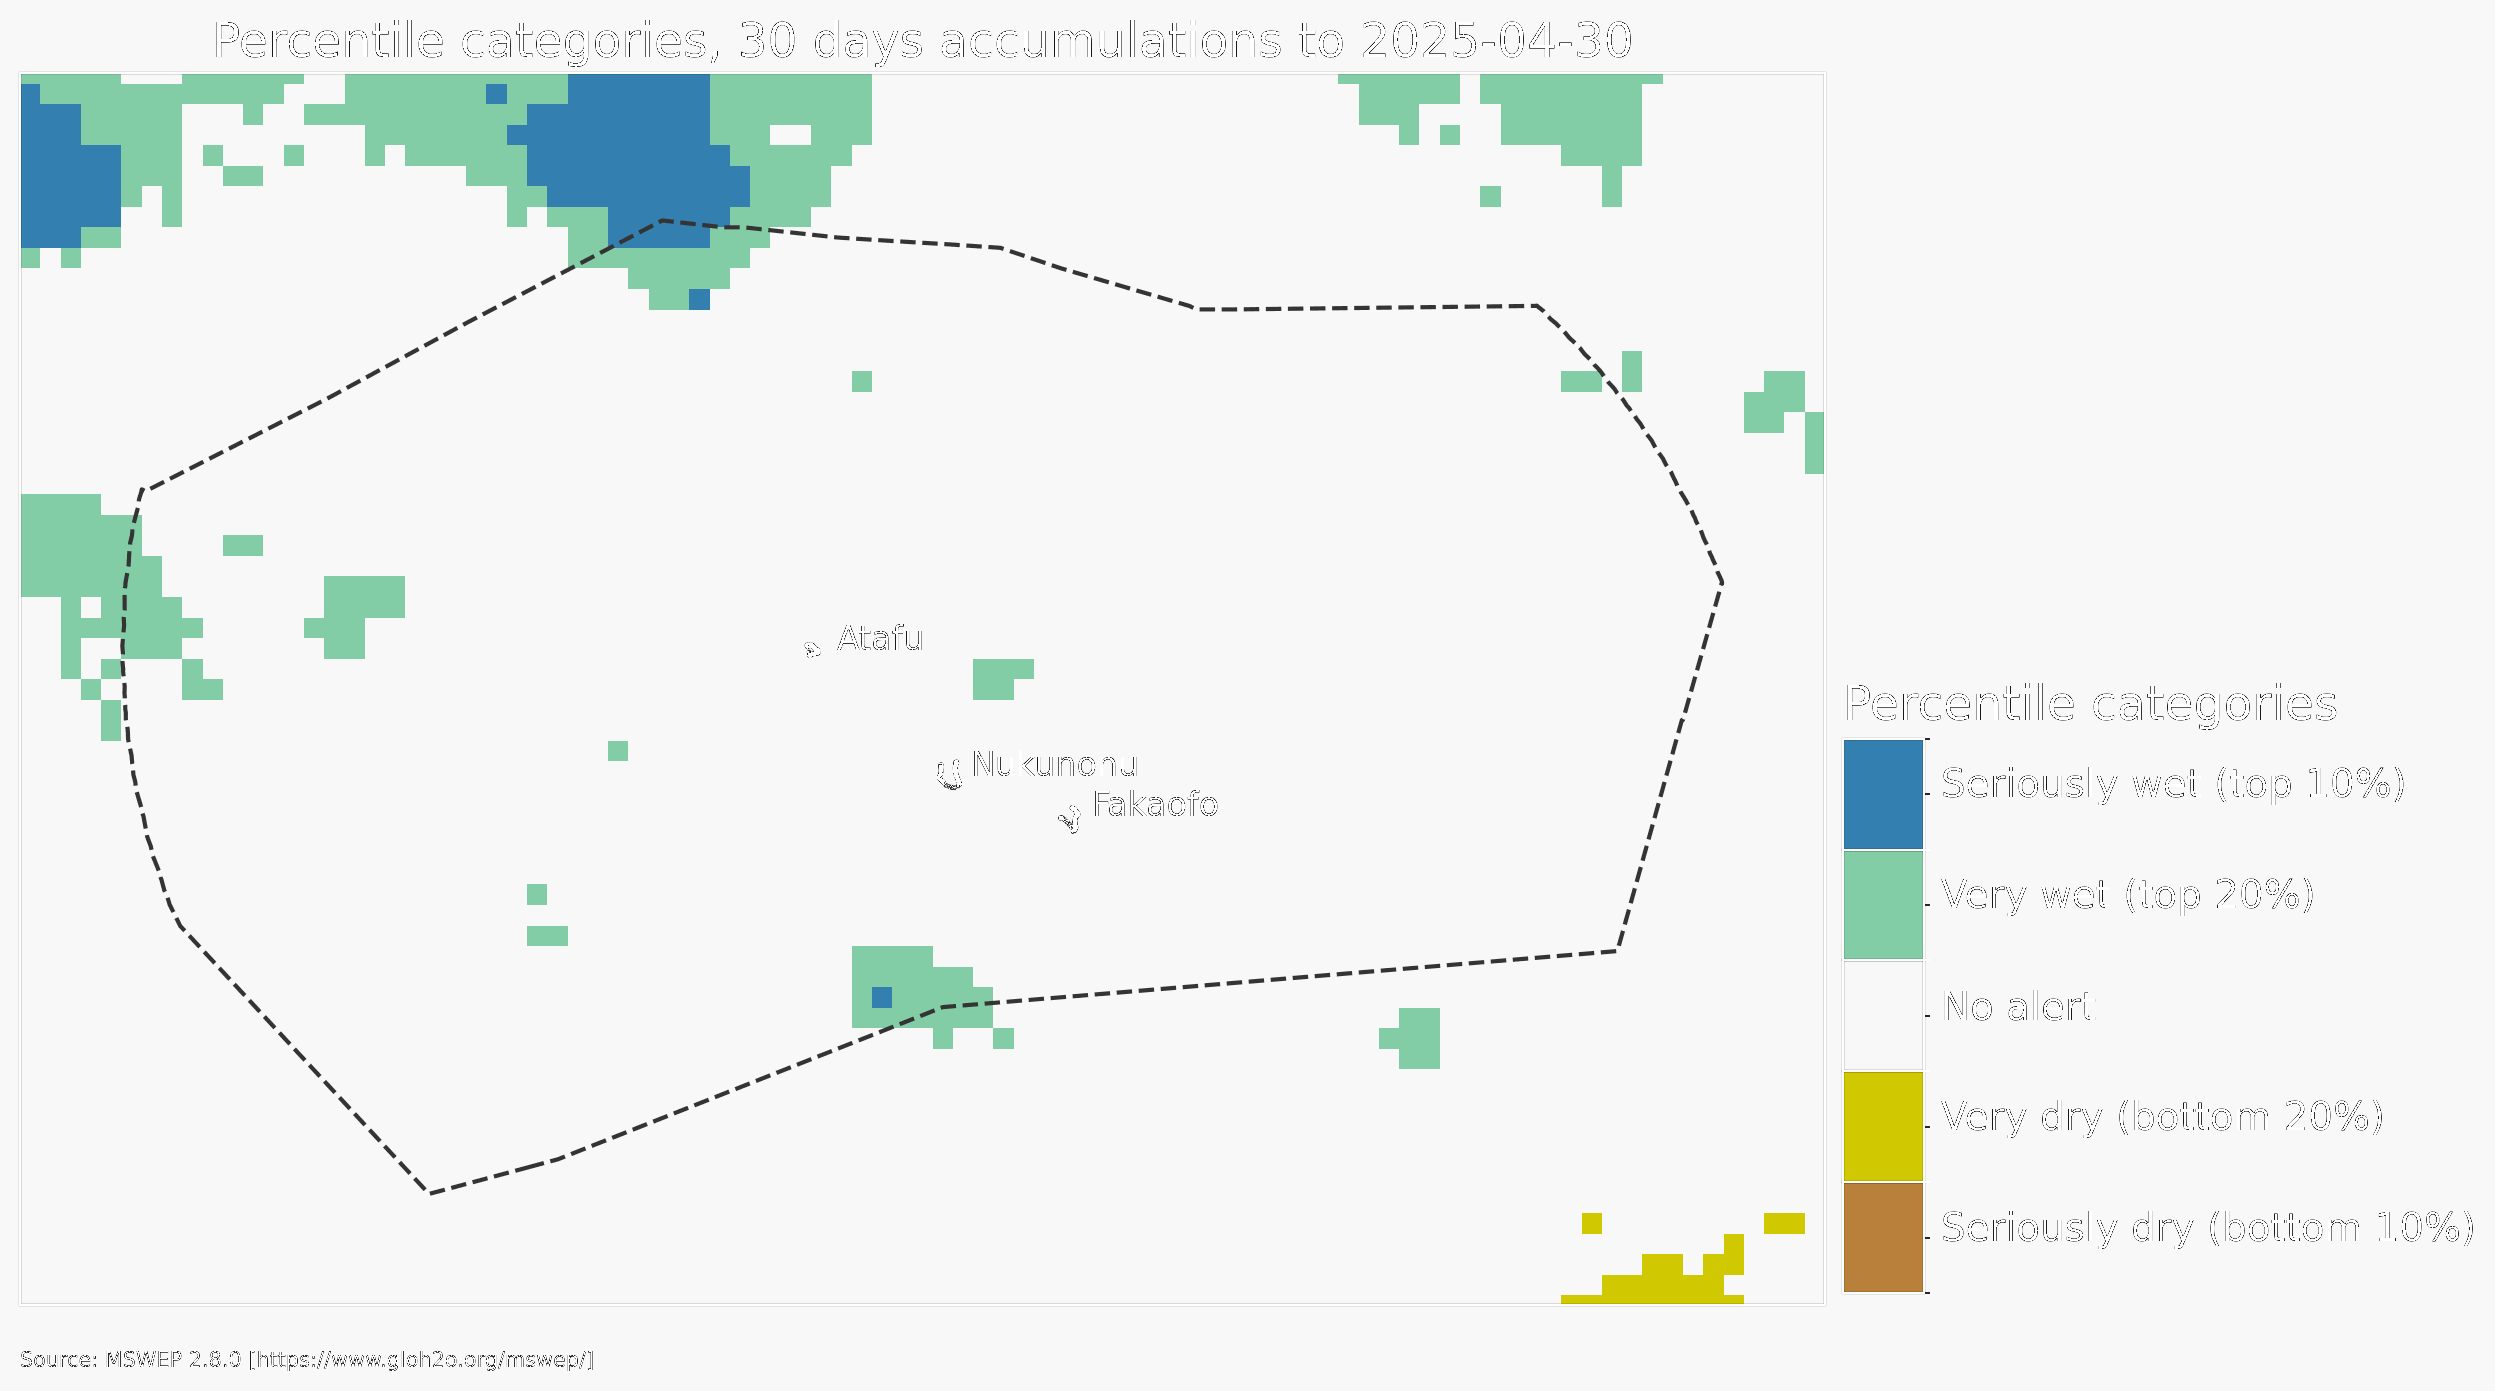 Percentile categories, 30 days accumulations to 2025-04-30
Atafu
Nukunonu
Fakaofo
Percentile categories
Seriously wet (top 10%)
Very wet (top 20%)
No alert
Very dry (bottom 20%)
Seriously dry (bottom 10%)
Source: MSWEP 2.8.0 [https://www.gloh2o.org/mswep/]